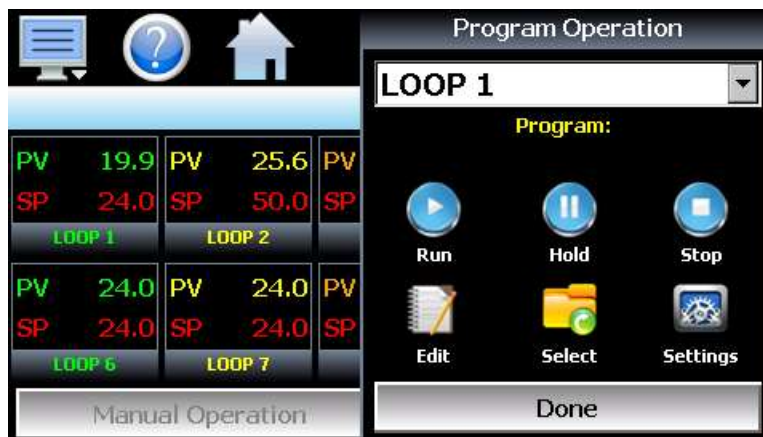 Program Operation
LOOP 1
Program:
PV 19.9 PV 25.6 PV
SP 24.0 SP 50.0 SP
LOOP 1 LOOP 2
Run Hold Stop
PV 24.0 PV 24.0 PV
SP 24.0 SP 24.0 SP
LOOP 6 LOOP 7
Edit Select Settings
Manual Operation
Done